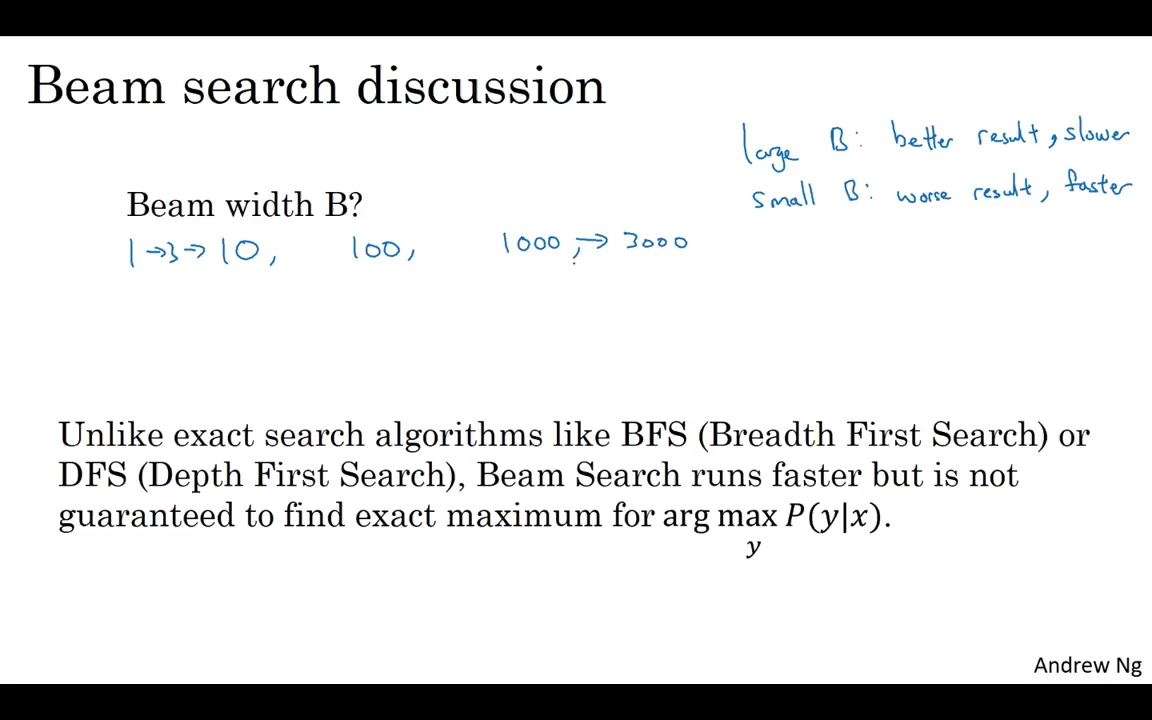 Beam search discussion
large B: better result, slower
small B: worse result, faster
Beam width B?
1 → 3 → 10, 100, 1000, → 3000
Unlike exact search algorithms like BFS (Breadth First Search) or
DFS (Depth First Search), Beam Search runs faster but is not
guaranteed to find exact maximum for arg max P(y|x).
y
Andrew Ng